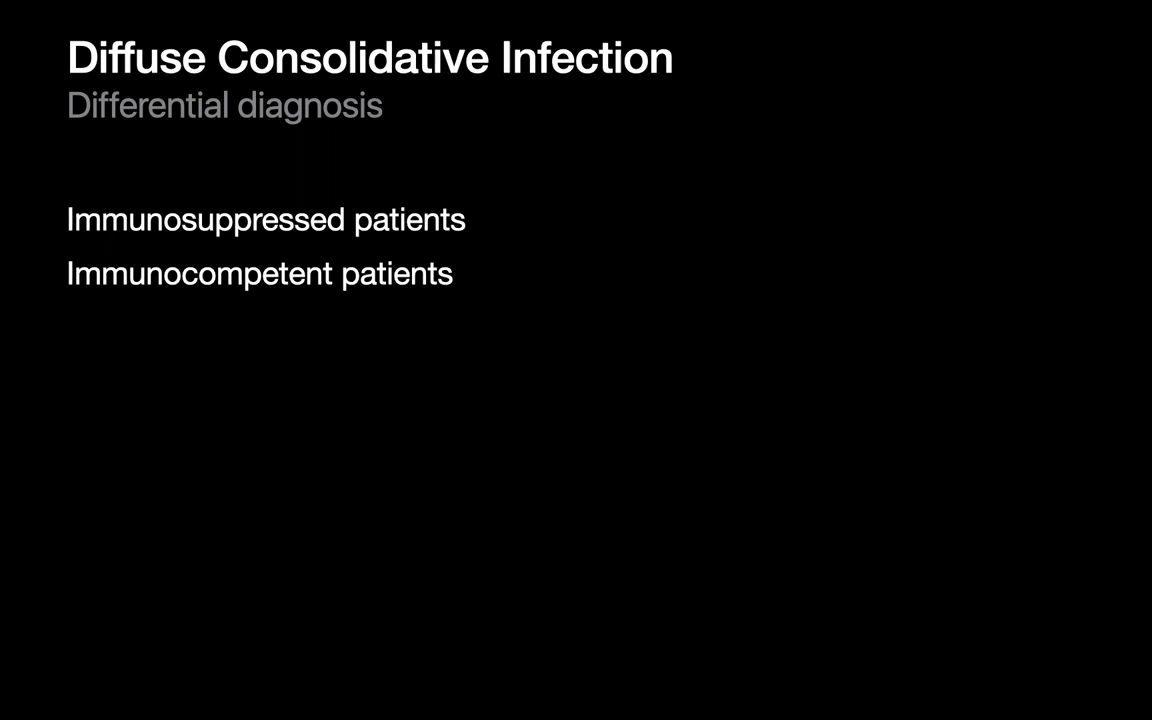 Diffuse Consolidative Infection
Differential diagnosis
Immunosuppressed patients
Immunocompetent patients